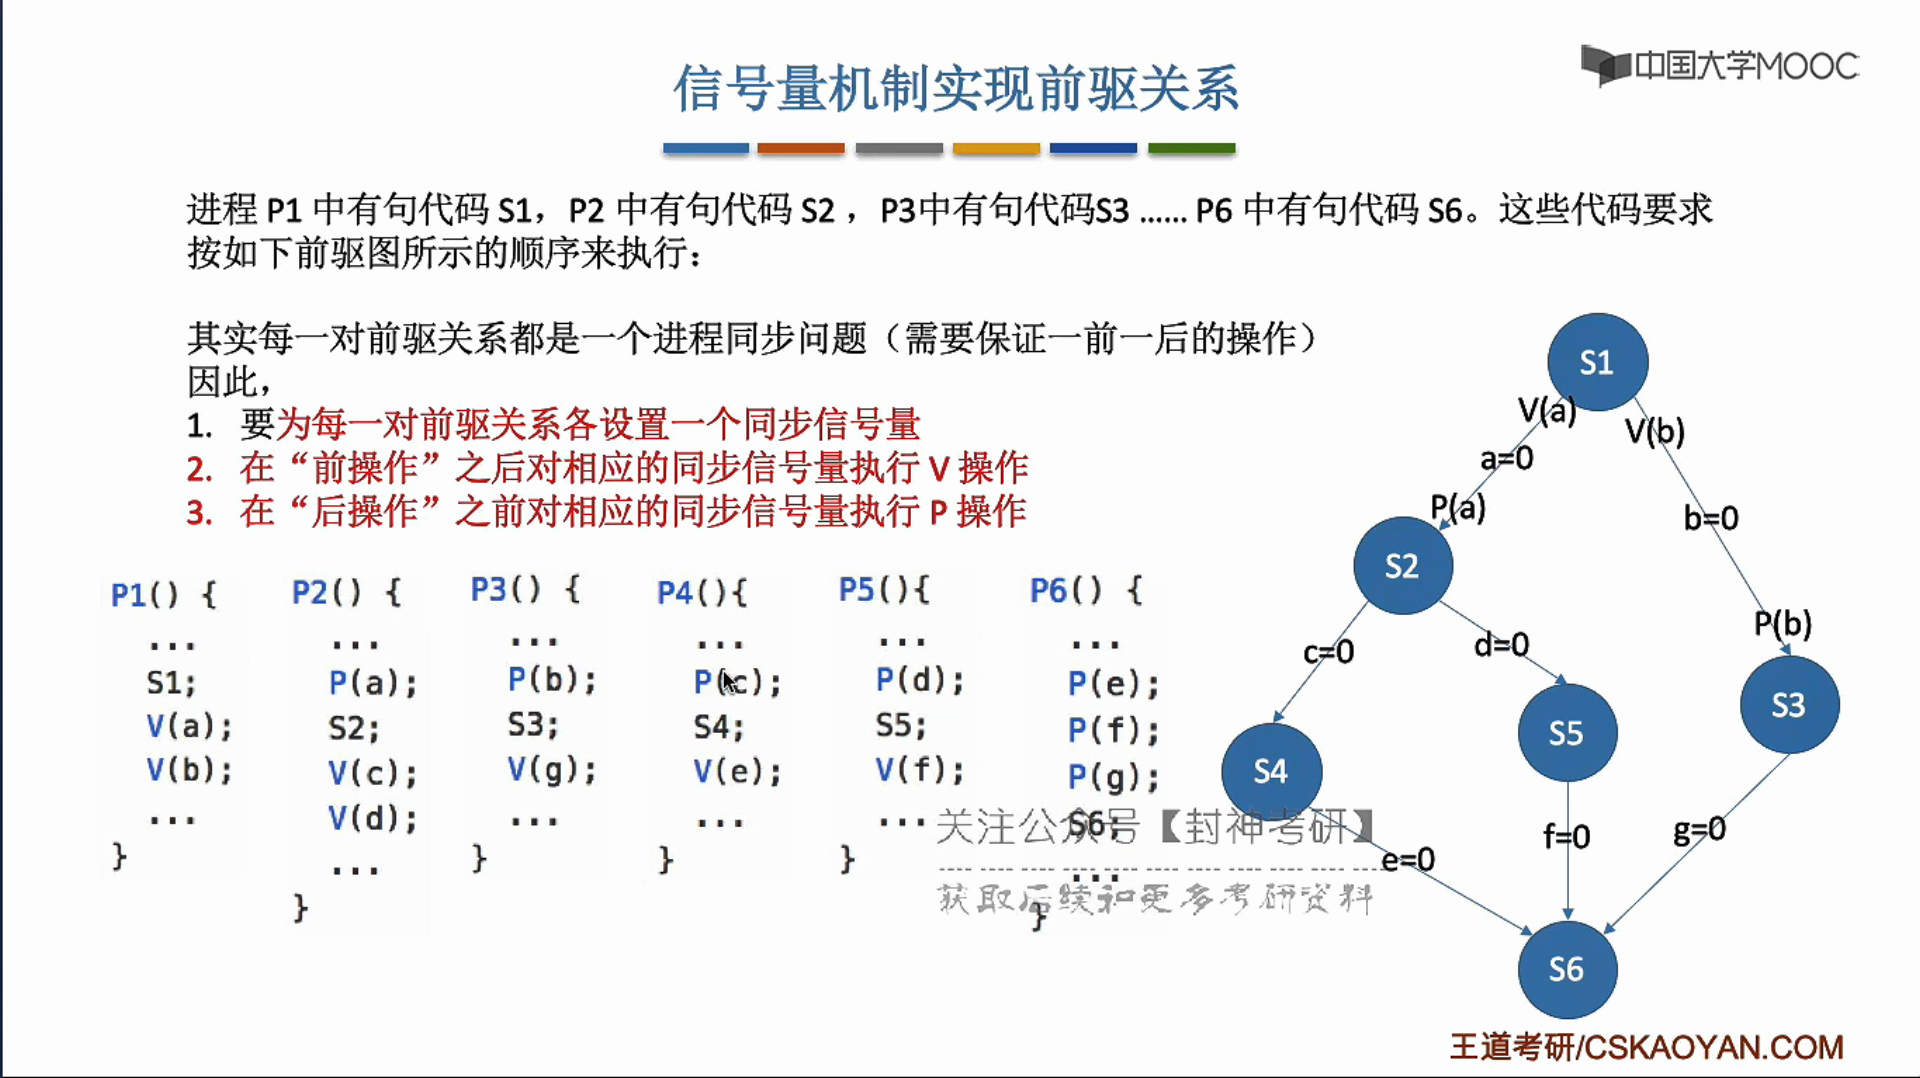 信号量机制实现前驱关系
中国大学MOOC
进程 P1 中有句代码 S1，P2 中有句代码 S2 ，P3中有句代码S3 …… P6 中有句代码 S6。这些代码要求
按如下前驱图所示的顺序来执行：
其实每一对前驱关系都是一个进程同步问题（需要保证一前一后的操作）
因此，
1. 要为每一对前驱关系各设置一个同步信号量
2. 在“前操作”之后对相应的同步信号量执行 V 操作
3. 在“后操作”之前对相应的同步信号量执行 P 操作
P1() {
...
S1;
V(a);
V(b);
...
}
P2() {
...
P(a);
S2;
V(c);
V(d);
...
}
P3() {
...
P(b);
S3;
V(g);
...
}
P4(){
...
P(c);
S4;
V(e);
...
}
P5(){
...
P(d);
S5;
V(f);
...
}
P6() {
...
P(e);
P(f);
P(g);
S6;
...
}
S1
V(a)
V(b)
a=0
P(a)
b=0
S2
P(b)
c=0
d=0
S3
S5
S4
f=0
g=0
e=0
S6
关注公众号【封神考研】
获取后续和更多考研资料
王道考研/CSKAOYAN.COM